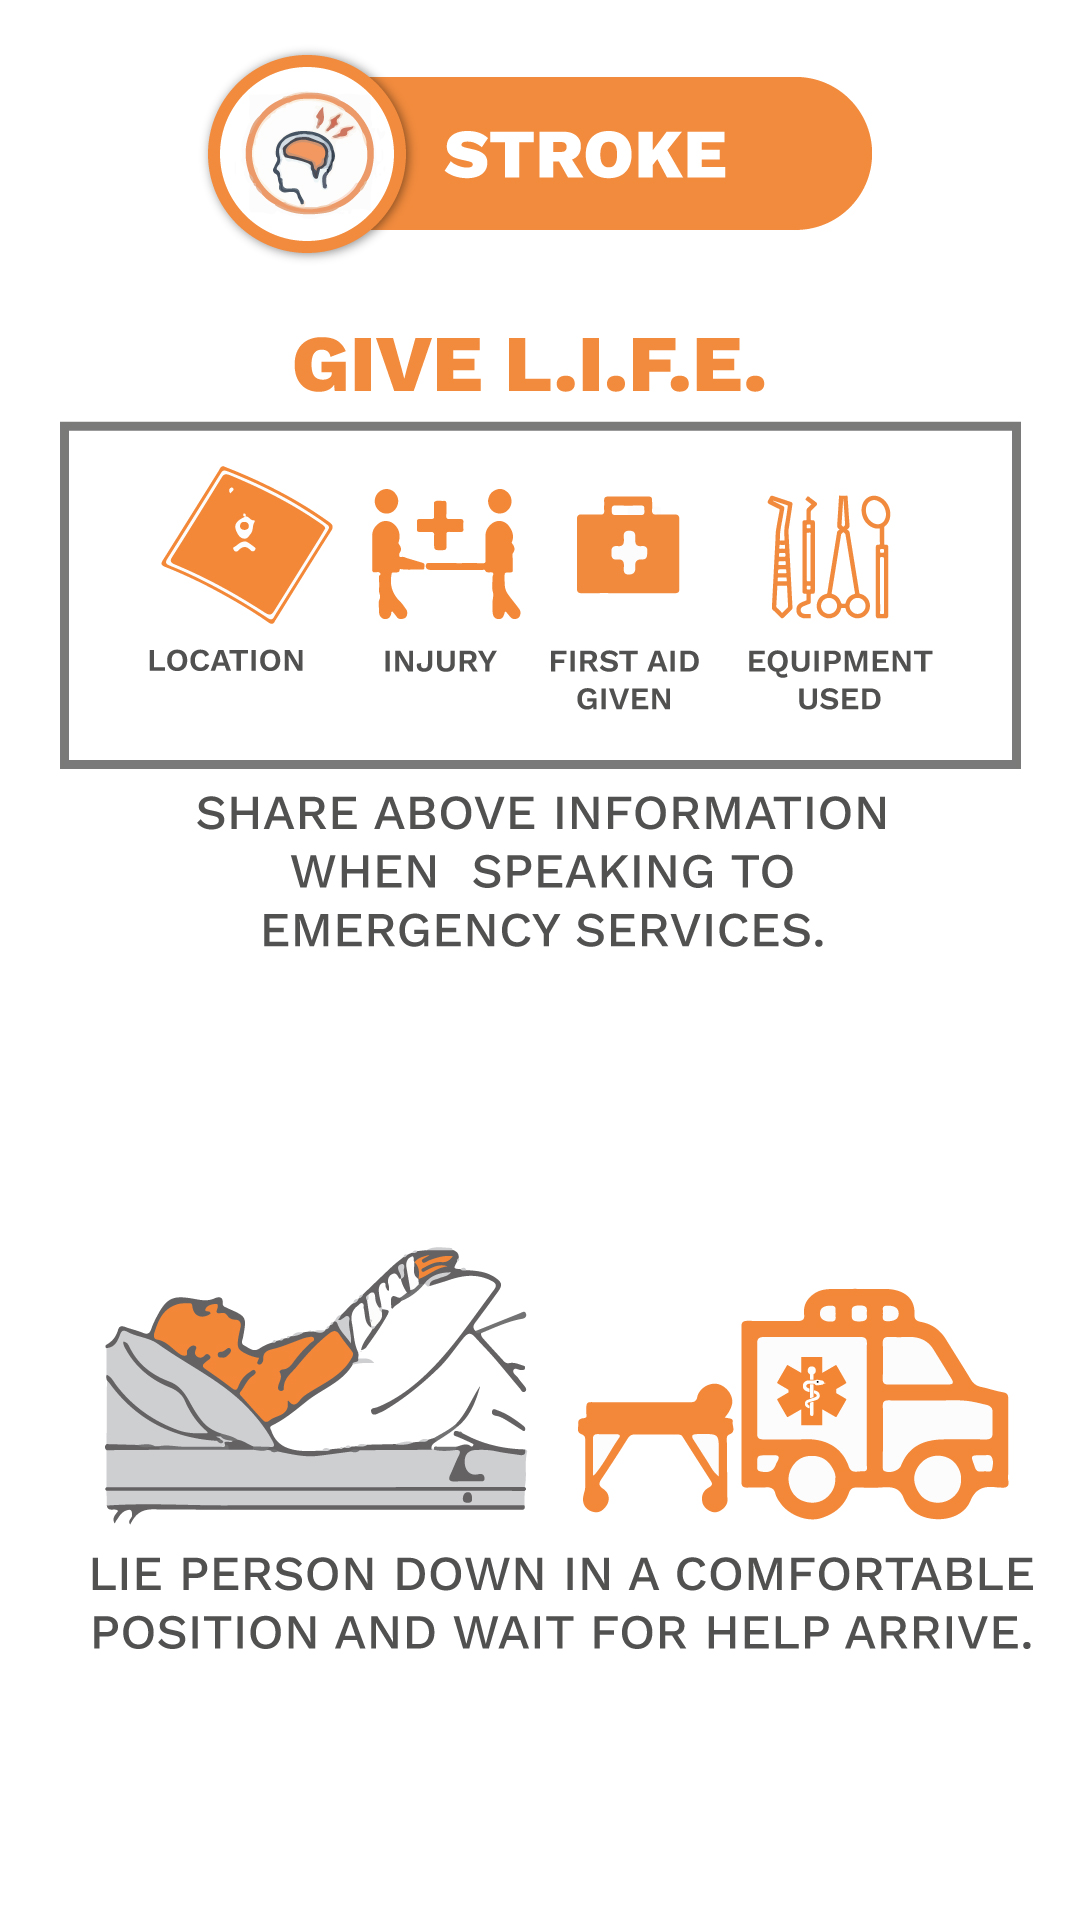 STROKE
GIVE L.I.F.E.
LOCATION
INJURY
FIRST AID
GIVEN
EQUIPMENT
USED
SHARE ABOVE INFORMATION
WHEN SPEAKING TO
EMERGENCY SERVICES.
LIE PERSON DOWN IN A COMFORTABLE
POSITION AND WAIT FOR HELP ARRIVE.